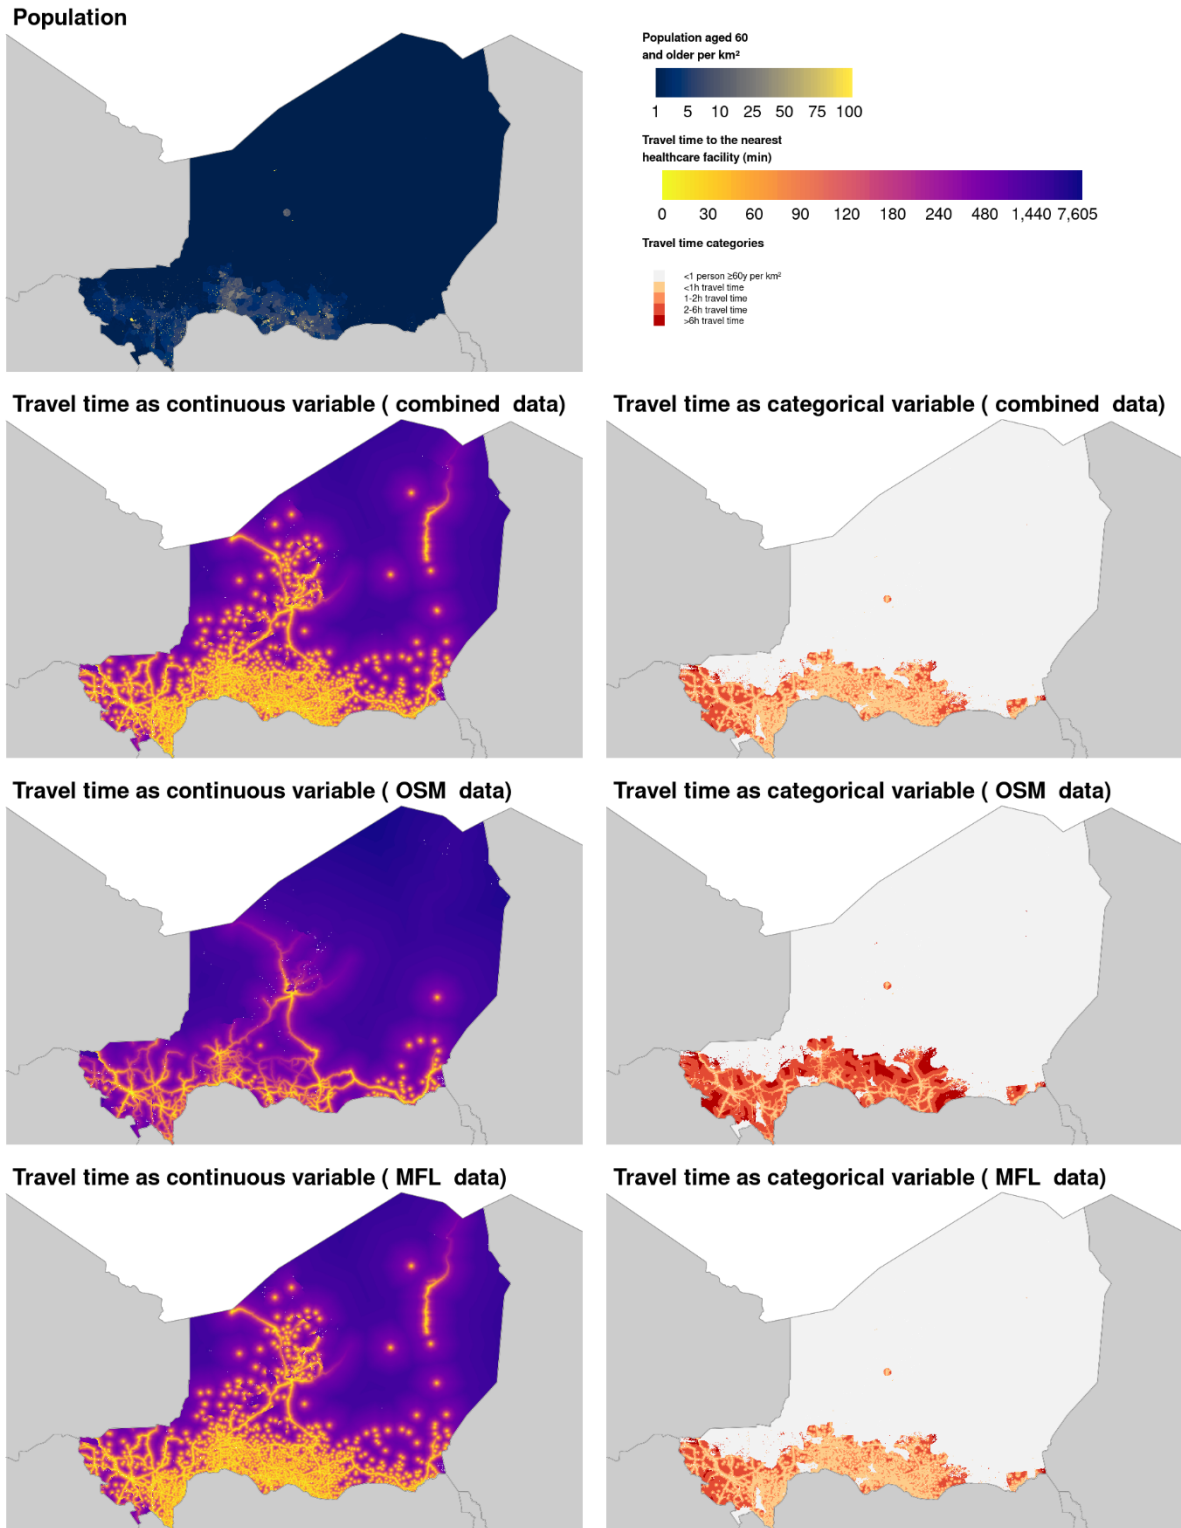 Population
Population aged 60
and older per km²
1 5 10 25 50 75 100
Travel time to the nearest
healthcare facility (min)
0 30 60 90 120 180 240 480 1,440 7,605
Travel time categories
<1 person ≥60y per km²
<1h travel time
1-2h travel time
2-6h travel time
>6h travel time
Travel time as continuous variable ( combined  data)
Travel time as categorical variable ( combined  data)
Travel time as continuous variable ( OSM  data)
Travel time as categorical variable ( OSM  data)
Travel time as continuous variable ( MFL  data)
Travel time as categorical variable ( MFL  data)